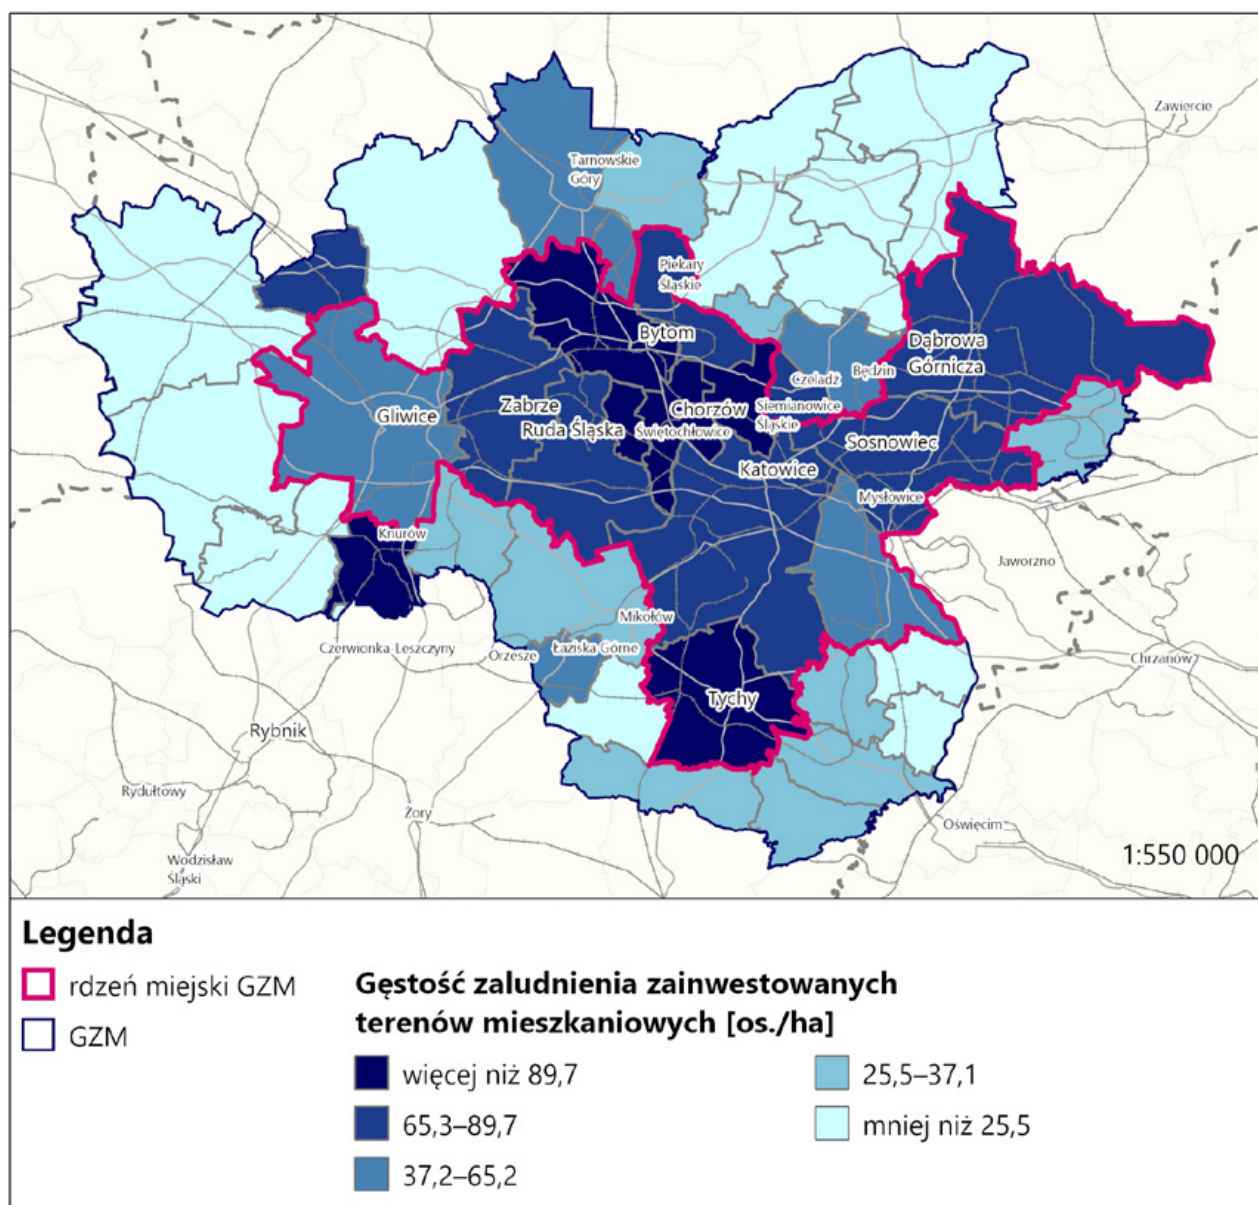 Zawiercie
Tarnowskie
Góry
Piekary
Śląskie
Bytom
Dąbrowa
Górnicza
Czeladź
Będzin
Gliwice
Zabrze
Chorzów
Siemianowice
Śląskie
Ruda Śląska
Świętochłowice
Sosnowiec
Katowice
Mysłowice
Knurów
Jaworzno
Mikołów
Czerwionka-Leszczyny
Orzesze
Łaziska Górne
Chrzanów
Tychy
Rybnik
Rydułtowy
Żory
Oświęcim
Wodzisław
Śląski
1:550 000
Legenda
rdzeń miejski GZM
GZM
Gęstość zaludnienia zainwestowanych
terenów mieszkaniowych [os./ha]
więcej niż 89,7
65,3–89,7
37,2–65,2
25,5–37,1
mniej niż 25,5